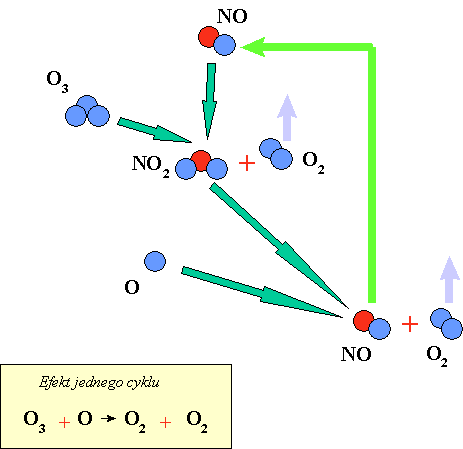 NO
O₃
NO₂ + O₂
O
NO + O₂
Efekt jednego cyklu
O₃ + O → O₂ + O₂